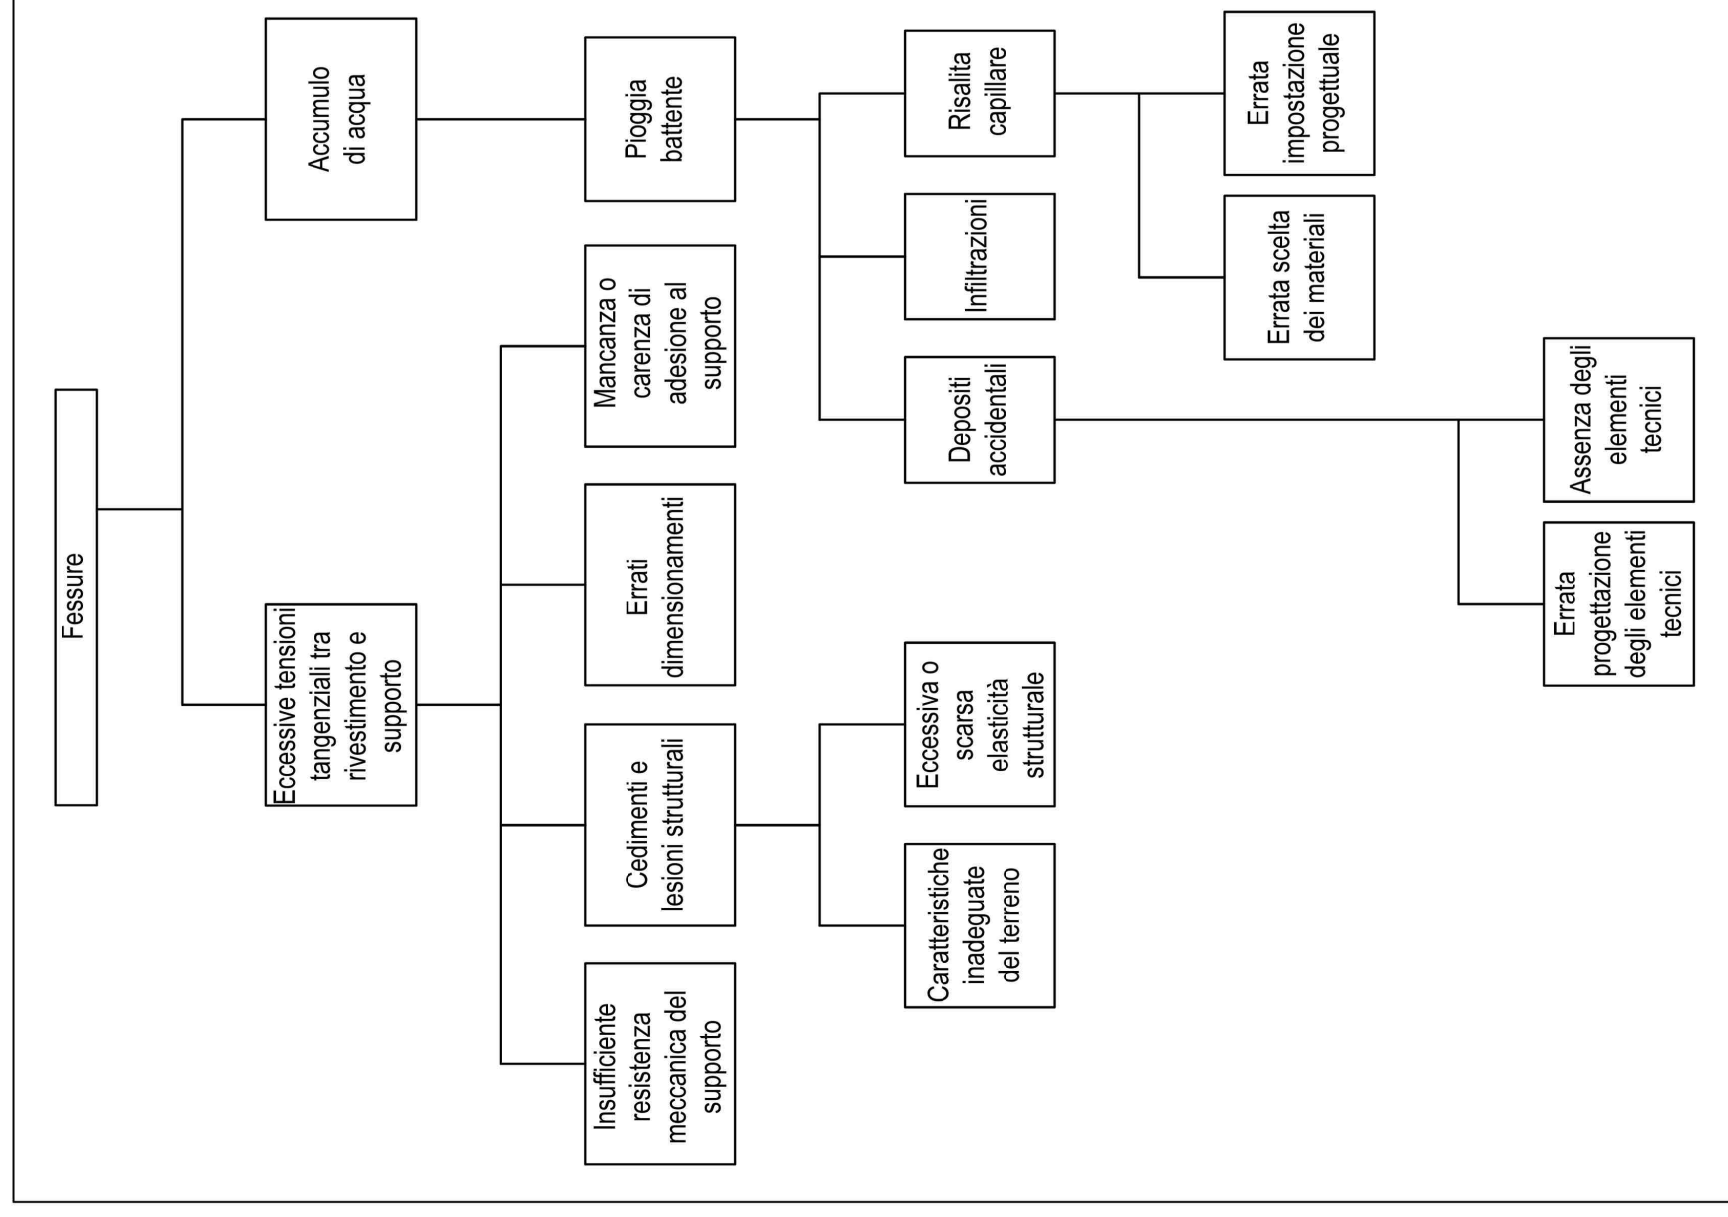 Fessure
Eccessive tensioni
tangenziali tra
rivestimento e
supporto
Accumulo
di acqua
Insufficiente
resistenza
meccanica del
supporto
Cedimenti e
lesioni strutturali
Errati
dimensionamenti
Mancanza o
carenza di
adesione al
supporto
Pioggia
battente
Caratteristiche
inadeguate
del terreno
Eccessiva o
scarsa
elasticità
strutturale
Depositi
accidentali
Infiltrazioni
Risalita
capillare
Errata scelta
dei materiali
Errata
impostazione
progettuale
Errata
progettazione
degli elementi
tecnici
Assenza degli
elementi
tecnici